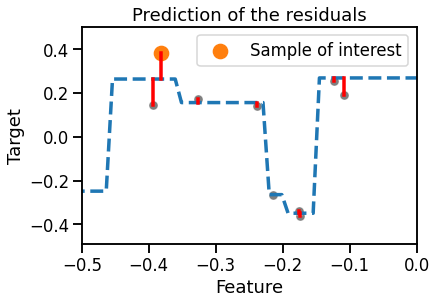 Prediction of the residuals
Sample of interest
Target
0.4
0.2
0.0
−0.2
−0.4
−0.5
−0.4
−0.3
−0.2
−0.1
0.0
Feature